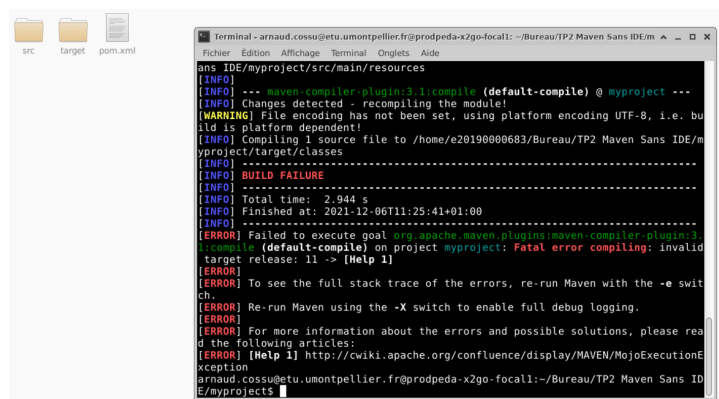 src
target
pom.xml
Terminal - arnaud.cossu@etu.umontpellier.fr@prodpeda-x2go-focal1: ~/Bureau/TP2 Maven Sans IDE/m
Fichier Édition Affichage Terminal Onglets Aide
ans IDE/myproject/src/main/resources
[INFO]
[INFO] --- maven-compiler-plugin:3.1:compile (default-compile) @ myproject ---
[INFO] Changes detected - recompiling the module!
[WARNING] File encoding has not been set, using platform encoding UTF-8, i.e. bu
ild is platform dependent!
[INFO] Compiling 1 source file to /home/e20190000683/Bureau/TP2 Maven Sans IDE/m
yproject/target/classes
[INFO] ------------------------------------------------------------------------
[INFO] BUILD FAILURE
[INFO] ------------------------------------------------------------------------
[INFO] Total time:  2.944 s
[INFO] Finished at: 2021-12-06T11:25:41+01:00
[INFO] ------------------------------------------------------------------------
[ERROR] Failed to execute goal org.apache.maven.plugins:maven-compiler-plugin:3.
1:compile (default-compile) on project myproject: Fatal error compiling: invalid
 target release: 11 -> [Help 1]
[ERROR]
[ERROR] To see the full stack trace of the errors, re-run Maven with the -e swit
ch.
[ERROR] Re-run Maven using the -X switch to enable full debug logging.
[ERROR]
[ERROR] For more information about the errors and possible solutions, please rea
d the following articles:
[ERROR] [Help 1] http://cwiki.apache.org/confluence/display/MAVEN/MojoExecutionE
xception
arnaud.cossu@etu.umontpellier.fr@prodpeda-x2go-focal1:~/Bureau/TP2 Maven Sans ID
E/myproject$